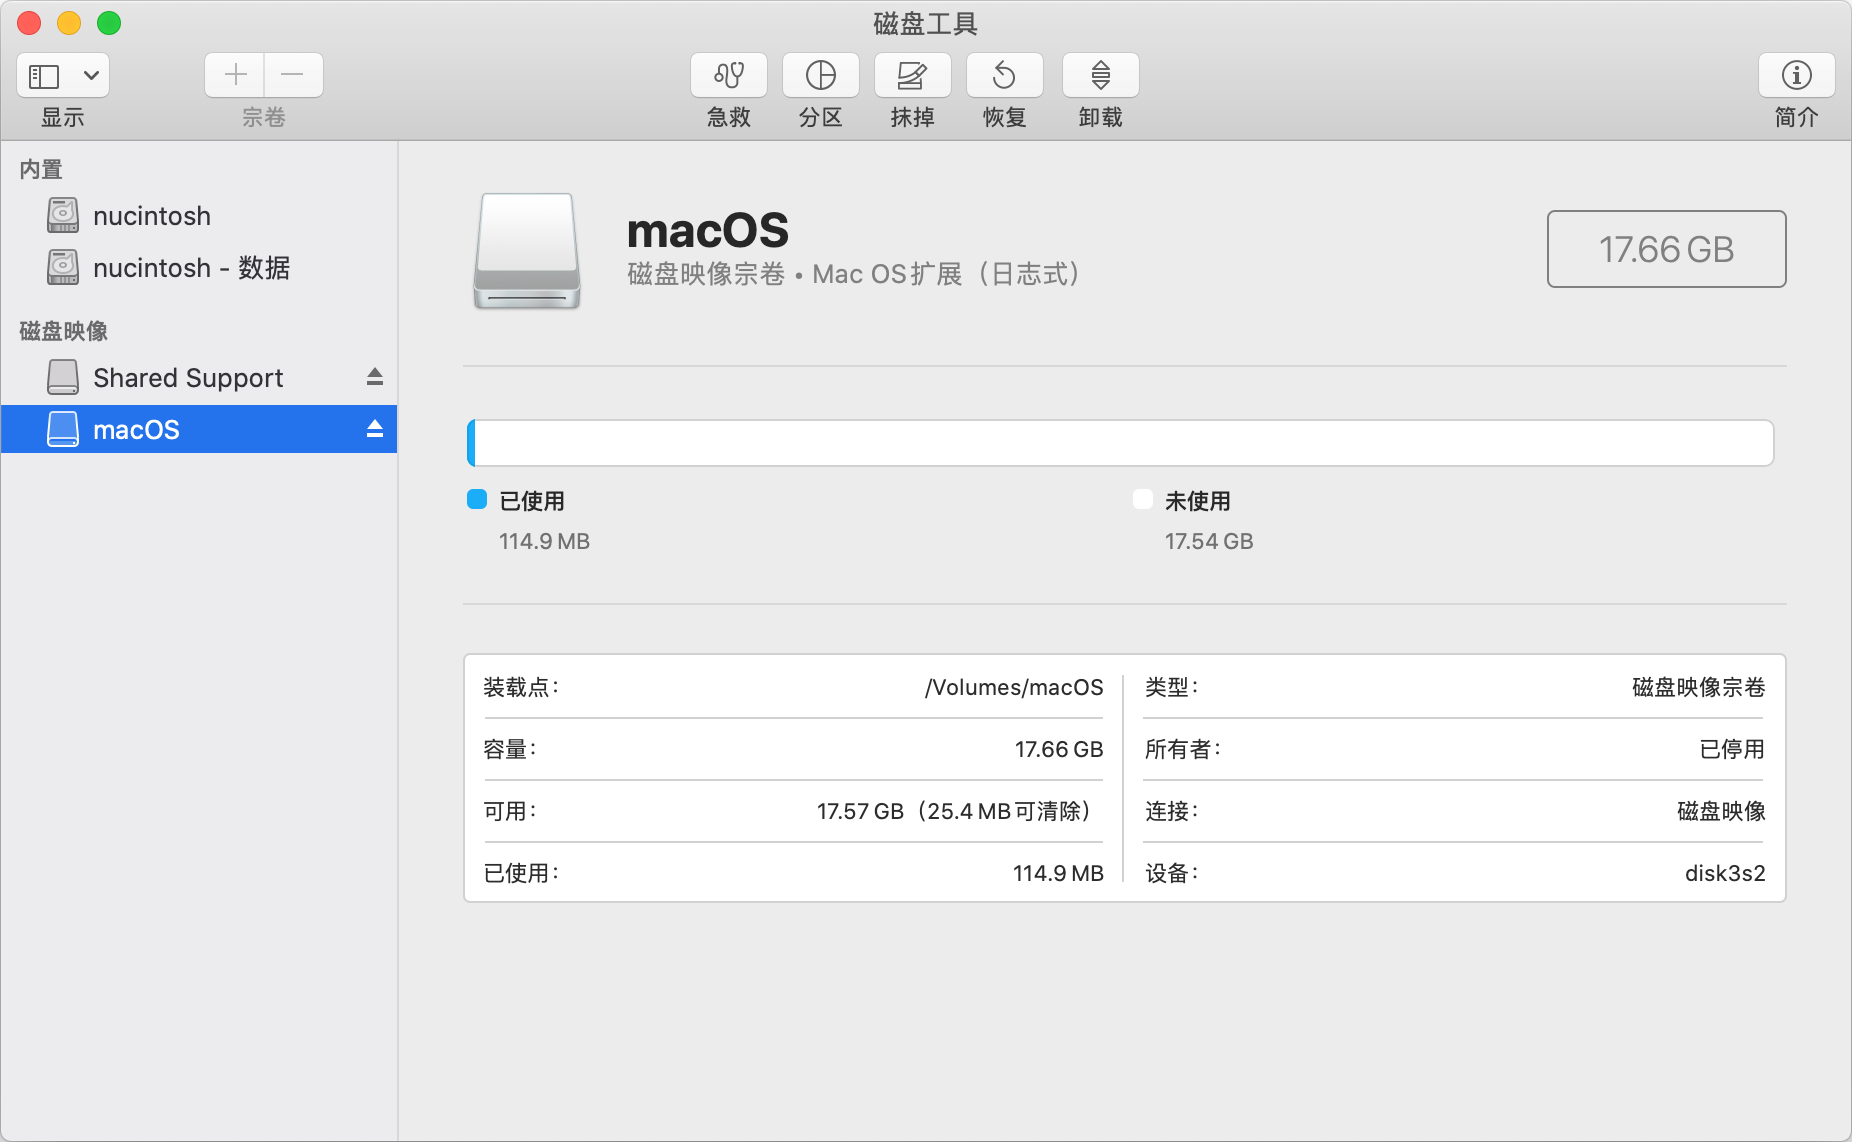 磁盘工具
显示
宗卷
急救
分区
抹掉
恢复
卸载
简介
内置
nucintosh
nucintosh - 数据
磁盘映像
Shared Support
macOS
macOS
磁盘映像宗卷 • Mac OS扩展（日志式）
17.66 GB
已使用
114.9 MB
未使用
17.54 GB
装载点： /Volumes/macOS
类型： 磁盘映像宗卷
容量： 17.66 GB
所有者： 已停用
可用： 17.57 GB（25.4 MB可清除）
连接： 磁盘映像
已使用： 114.9 MB
设备： disk3s2